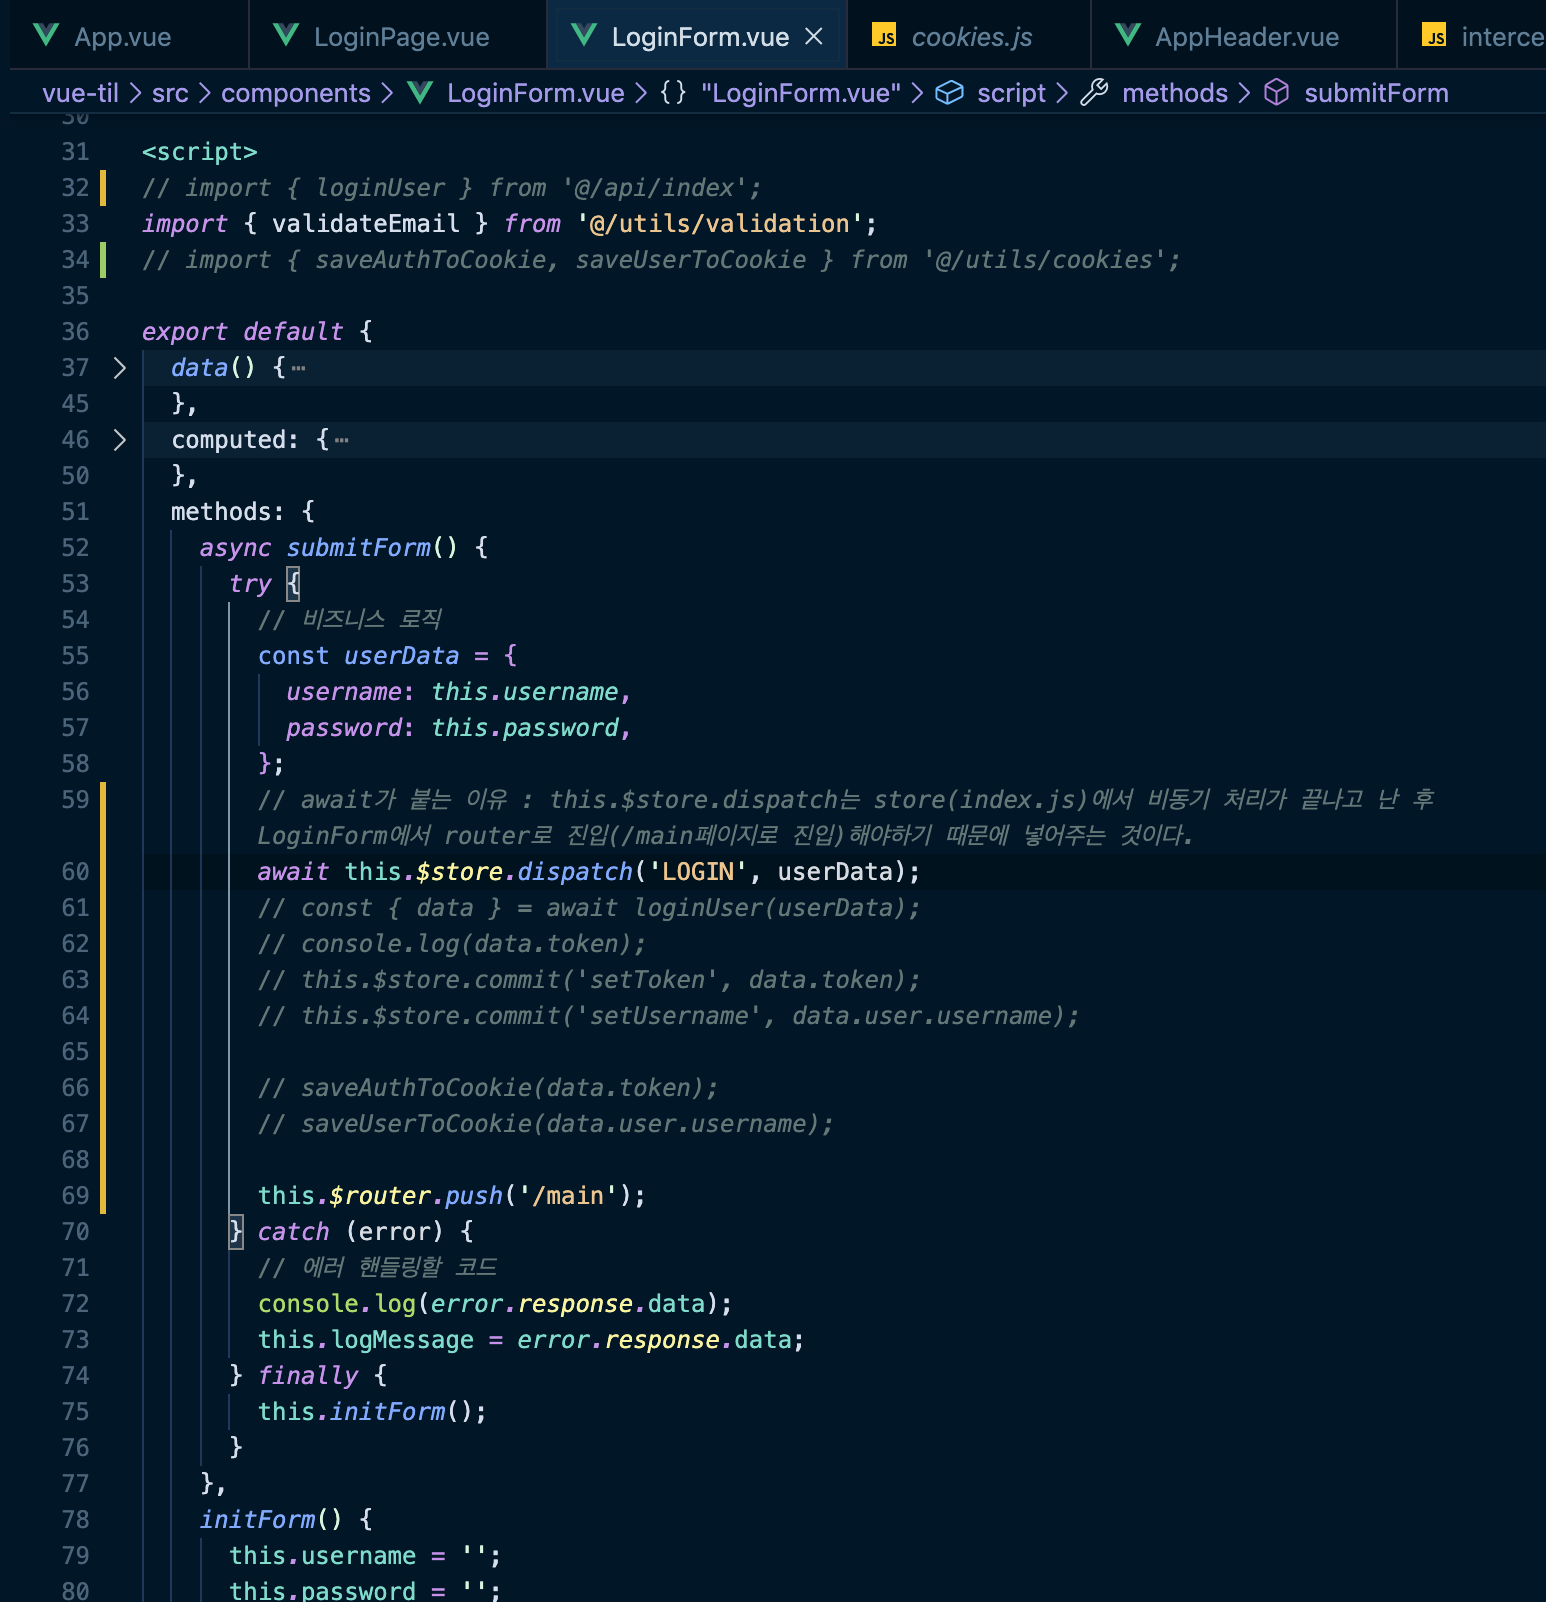 App.vue
LoginPage.vue
LoginForm.vue
JS cookies.js
AppHeader.vue
JS interce
vue-til > src > components > LoginForm.vue > {} "LoginForm.vue" > script > methods > submitForm
30
31 <script>
32 // import { loginUser } from '@/api/index';
33 import { validateEmail } from '@/utils/validation';
34 // import { saveAuthToCookie, saveUserToCookie } from '@/utils/cookies';
35
36 export default {
37 data() {⋯
45 },
46 computed: {⋯
50 },
51 methods: {
52 async submitForm() {
53 try {
54 // 비즈니스 로직
55 const userData = {
56 username: this.username,
57 password: this.password,
58 };
59 // await가 붙는 이유 : this.$store.dispatch는 store(index.js)에서 비동기 처리가 끝나고 난 후
LoginForm에서 router로 진입(/main페이지로 진입)해야하기 때문에 넣어주는 것이다.
60 await this.$store.dispatch('LOGIN', userData);
61 // const { data } = await loginUser(userData);
62 // console.log(data.token);
63 // this.$store.commit('setToken', data.token);
64 // this.$store.commit('setUsername', data.user.username);
65
66 // saveAuthToCookie(data.token);
67 // saveUserToCookie(data.user.username);
68
69 this.$router.push('/main');
70 } catch (error) {
71 // 에러 핸들링할 코드
72 console.log(error.response.data);
73 this.logMessage = error.response.data;
74 } finally {
75 this.initForm();
76 }
77 },
78 initForm() {
79 this.username = '';
80 this.password = '';